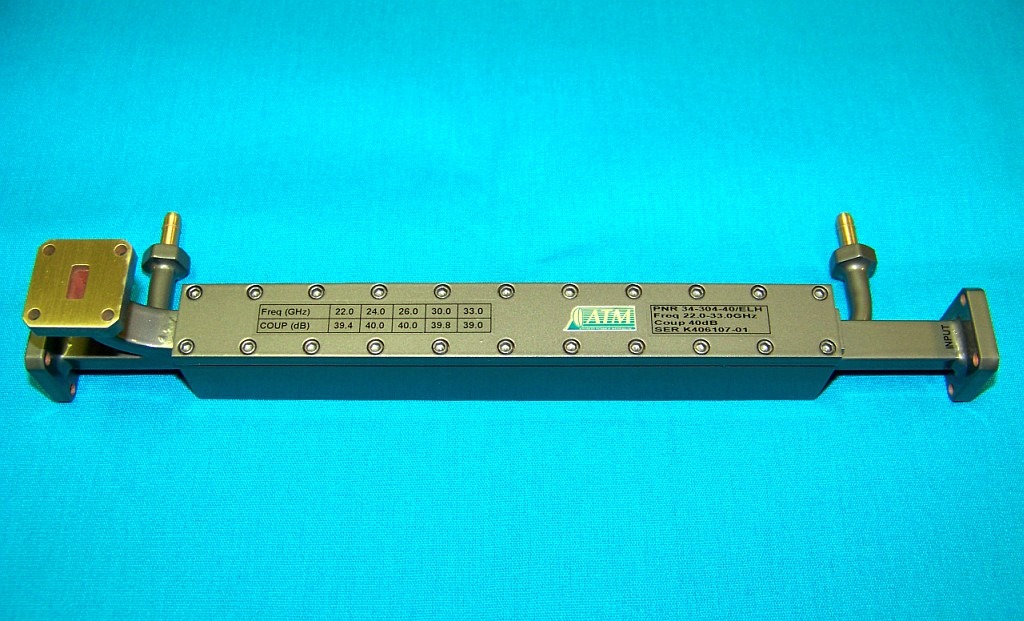 Freq (GHz) 22.0 24.0 26.0 30.0 33.0
COUP (dB) 39.4 40.0 40.0 39.8 39.0
ATM
PNR 34-304-40/ELH
Freq 22.0-33.0GHz
Coup 40dB
SER K406107-01
INPUT